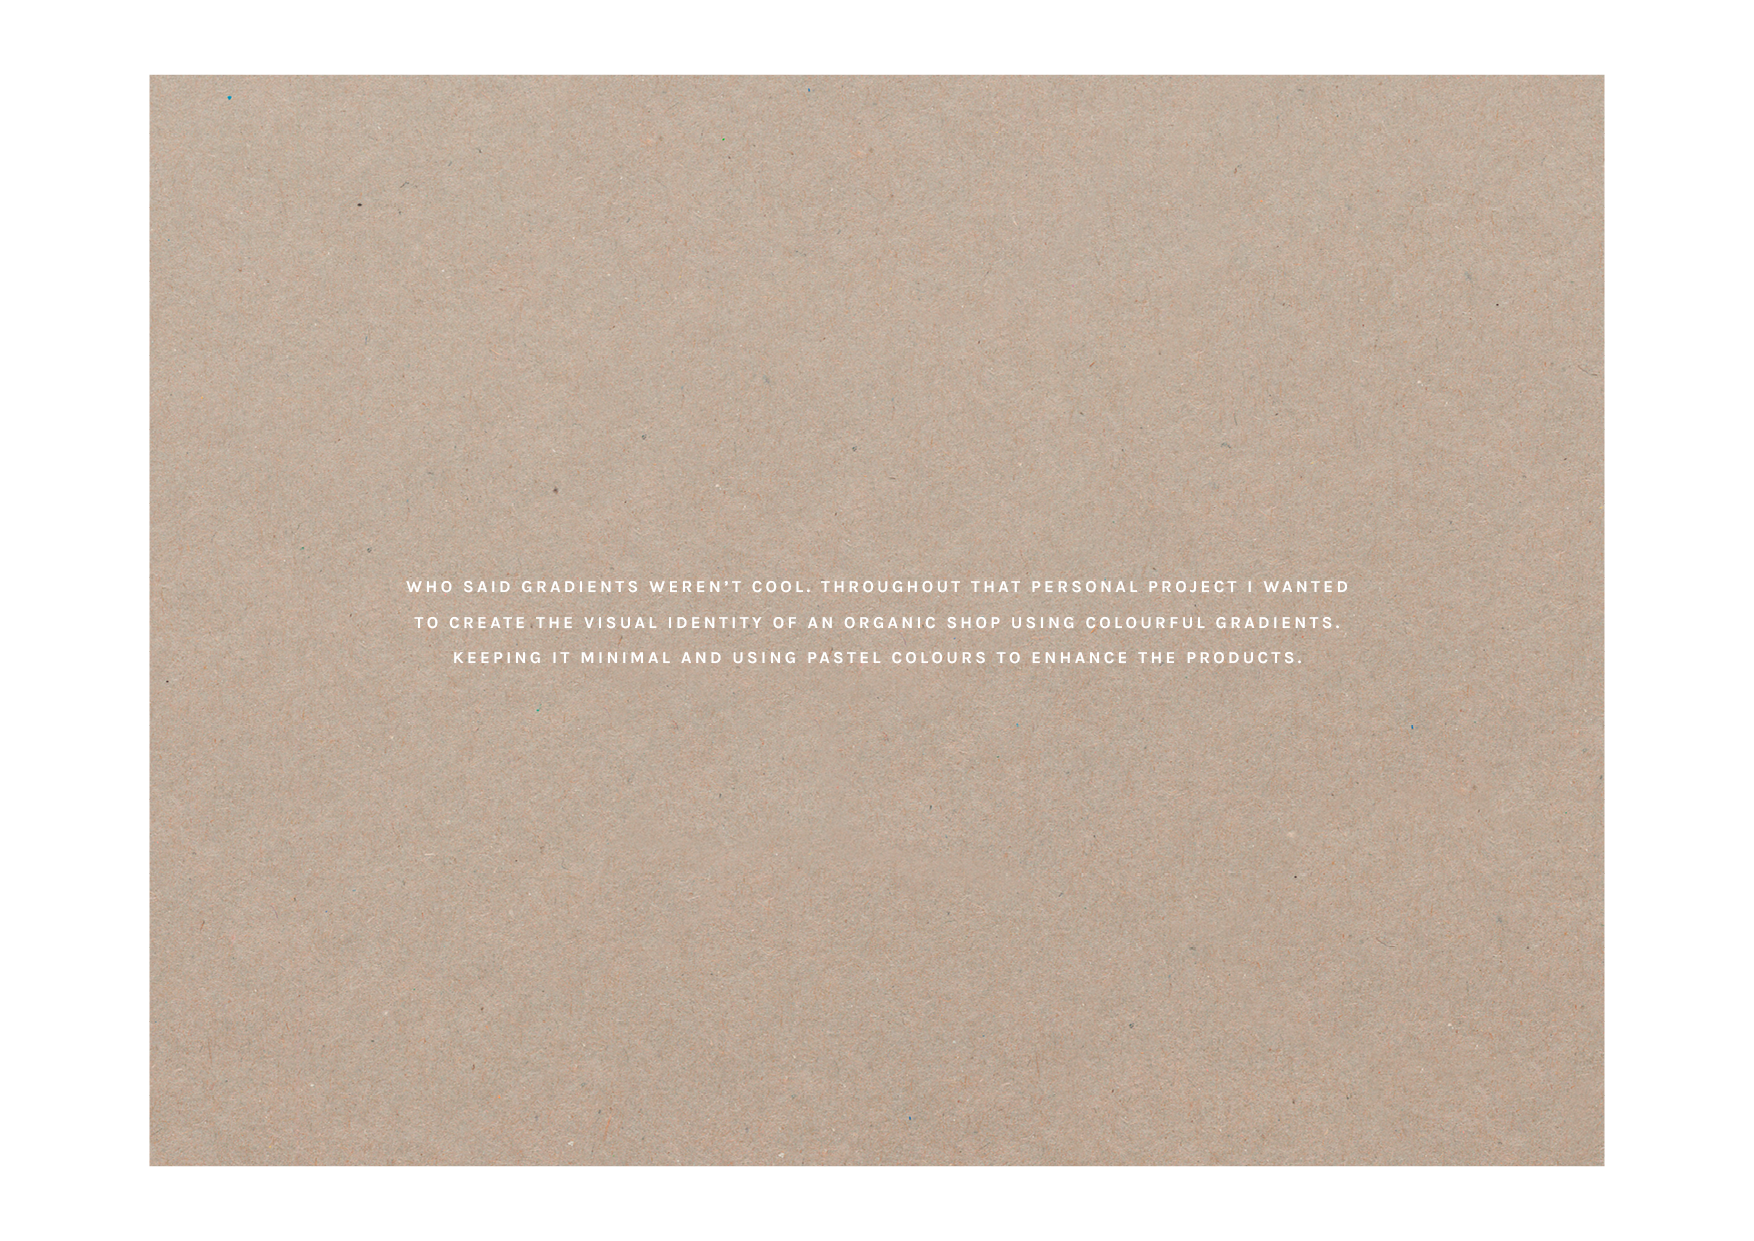 WHO SAID GRADIENTS WEREN’T COOL. THROUGHOUT THAT PERSONAL PROJECT I WANTED
TO CREATE THE VISUAL IDENTITY OF AN ORGANIC SHOP USING COLOURFUL GRADIENTS.
KEEPING IT MINIMAL AND USING PASTEL COLOURS TO ENHANCE THE PRODUCTS.